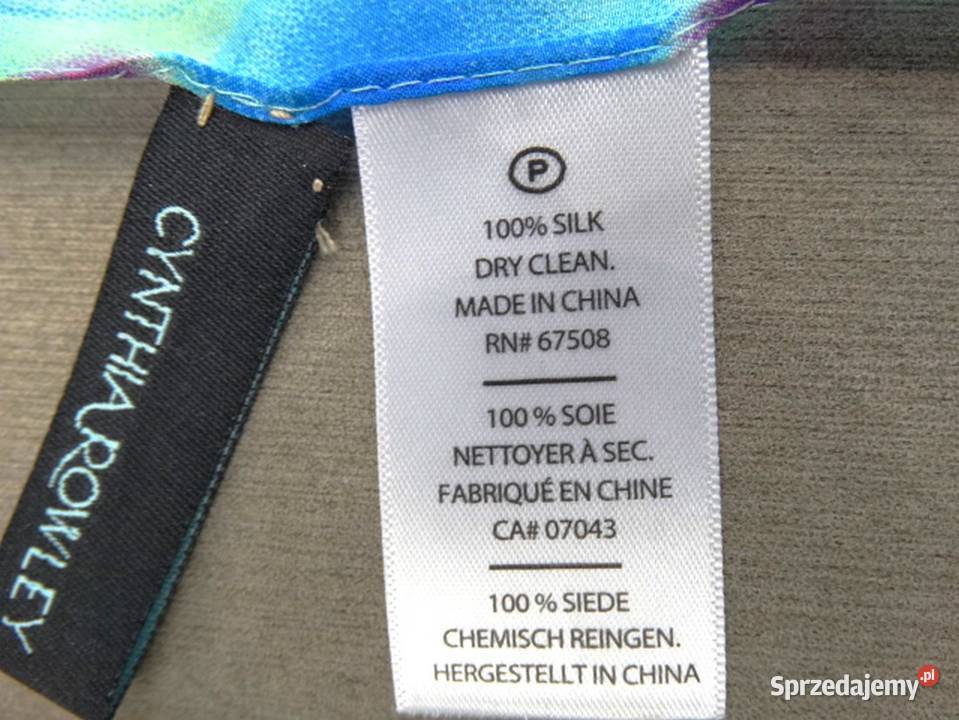 CYNTHIA ROWLEY
P
100% SILK
DRY CLEAN.
MADE IN CHINA
RN# 67508
100 % SOIE
NETTOYER À SEC.
FABRIQUÉ EN CHINE
CA# 07043
100 % SIEDE
CHEMISCH REINGEN.
HERGESTELLT IN CHINA
Sprzedajemy.pl